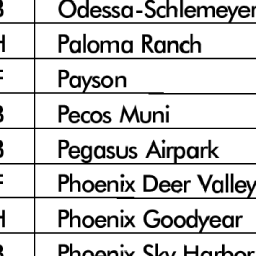 Odessa-Schlemeyer
H Paloma Ranch
Payson
Pecos Muni
Pegasus Airpark
Phoenix Deer Valley
H Phoenix Goodyear
Phoenix Sky Harbor